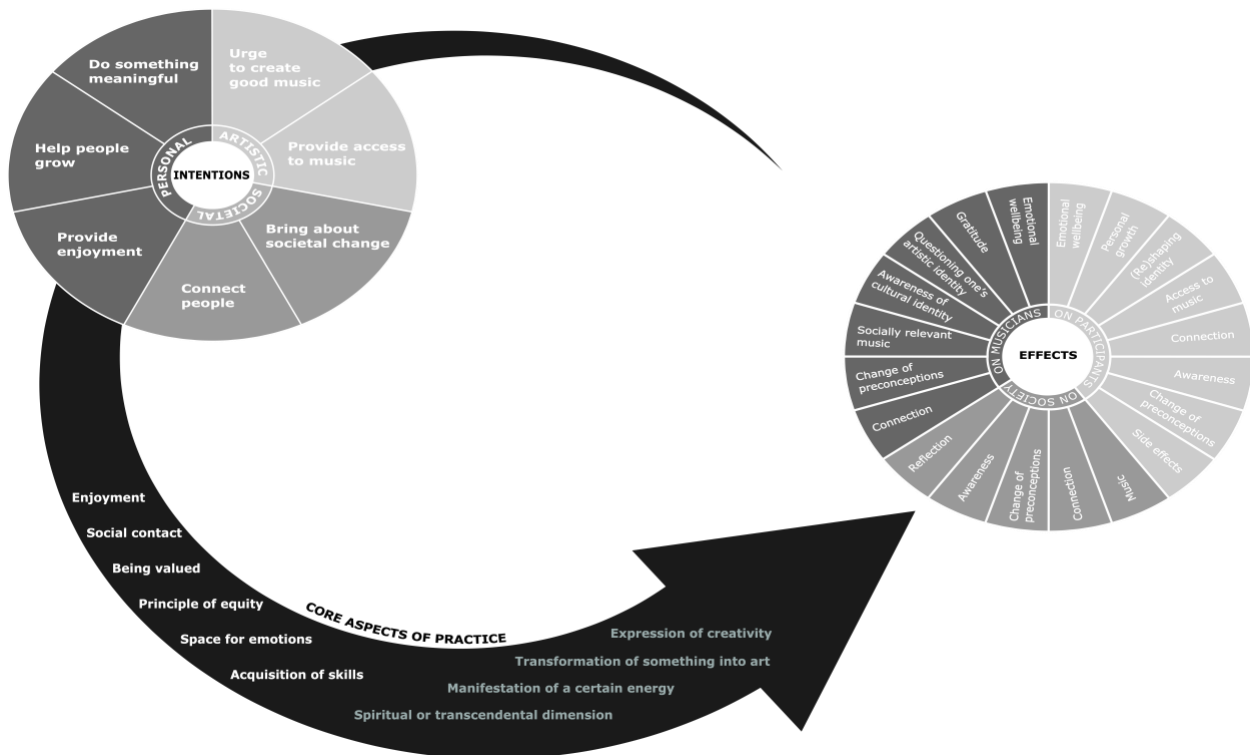 Do something
meaningful
Urge
to create
good music
Help people
grow
Provide access
to music
PERSONAL
ARTISTIC
SOCIETAL
INTENTIONS
Provide
enjoyment
Bring about
societal change
Connect
people
Emotional
wellbeing
Gratitude
Questioning one's
artistic identity
Awareness of
cultural identity
Socially relevant
music
Change of
preconceptions
Connection
Emotional
wellbeing
Personal
growth
(Re)shaping
identity
Access to
music
Connection
Awareness
Change of
preconceptions
Side effects
ON MUSICIANS
ON PARTICIPANTS
ON SOCIETY
EFFECTS
Reflection
Awareness
Change of
preconceptions
Connection
Music
Enjoyment
Social contact
Being valued
Principle of equity
Space for emotions
Acquisition of skills
CORE ASPECTS OF PRACTICE
Expression of creativity
Transformation of something into art
Manifestation of a certain energy
Spiritual or transcendental dimension